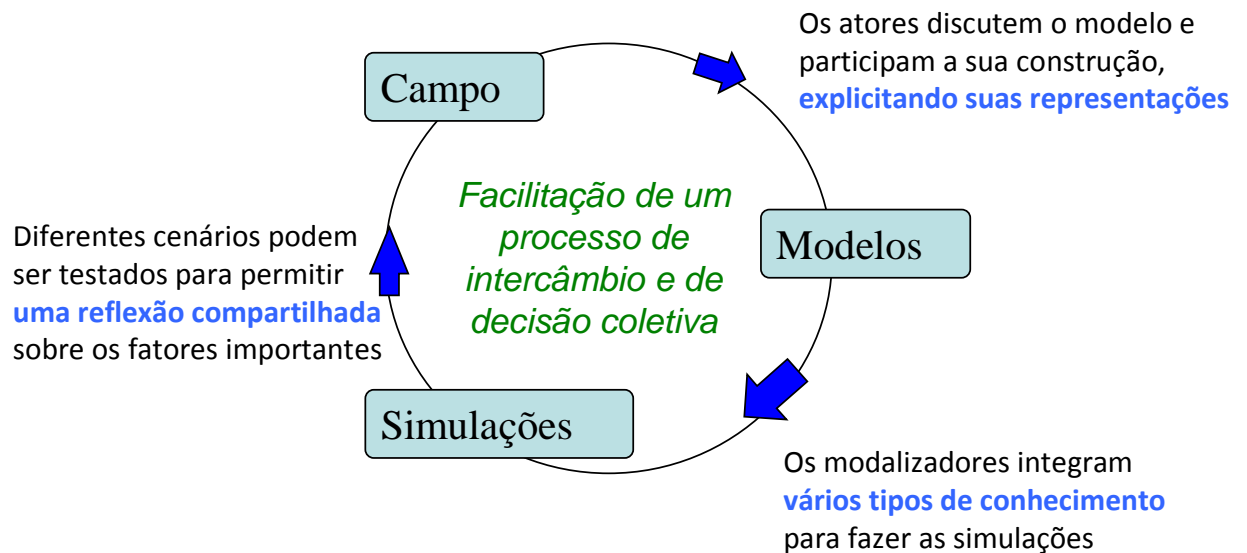 Campo
Os atores discutem o modelo e
participam a sua construção,
explicitando suas representações
Facilitação de um
processo de
intercâmbio e de
decisão coletiva
Modelos
Diferentes cenários podem
ser testados para permitir
uma reflexão compartilhada
sobre os fatores importantes
Simulações
Os modalizadores integram
vários tipos de conhecimento
para fazer as simulações